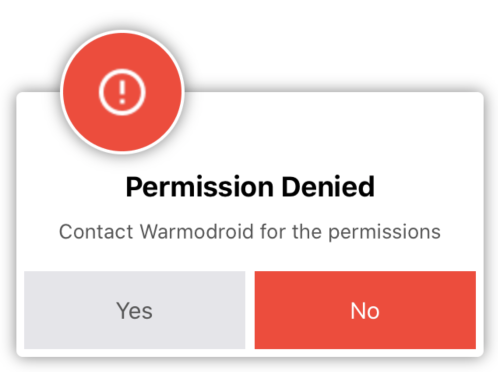 Permission Denied
Contact Warmodroid for the permissions
Yes
No